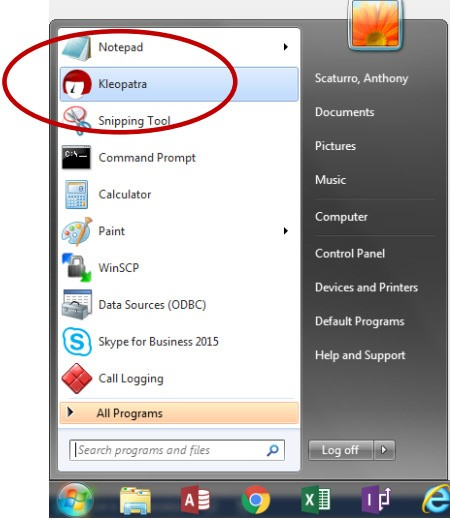 Notepad
Kleopatra
Snipping Tool
C:\
Command Prompt
Calculator
Paint
WinSCP
Data Sources (ODBC)
Skype for Business 2015
Call Logging
All Programs
Search programs and files
Scaturro, Anthony
Documents
Pictures
Music
Computer
Control Panel
Devices and Printers
Default Programs
Help and Support
Log off